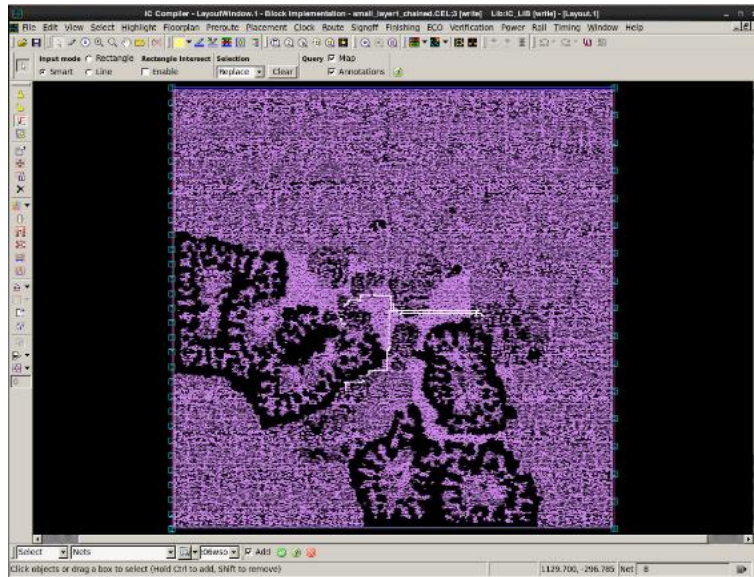 IC Compiler - LayoutWindow.1 - Block Implementation - small_layer1_chained.CEL;3 [write] Lib:IC_LIB [write] - [Layout.1]
File Edit View Select Highlight Floorplan Preroute Placement Clock Route Signoff Finishing ECO Verification Power Rail Timing Window Help
Input mode Rectangle Rectangle Intersect Selection Query Map
Smart Line Enable Replace Clear Annotations
Select Nets Add
Click objects or drag a box to select (Hold Ctrl to add, Shift to remove) 1129.700, -296.785 Net 8